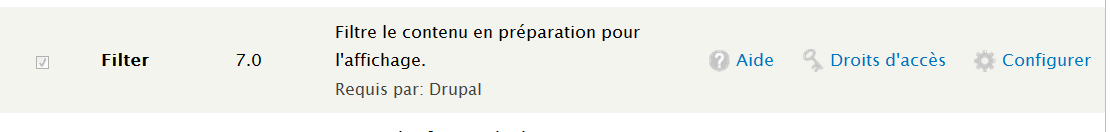 Filter 7.0 Filtre le contenu en préparation pour
l'affichage. Aide Droits d'accès Configurer
Requis par: Drupal